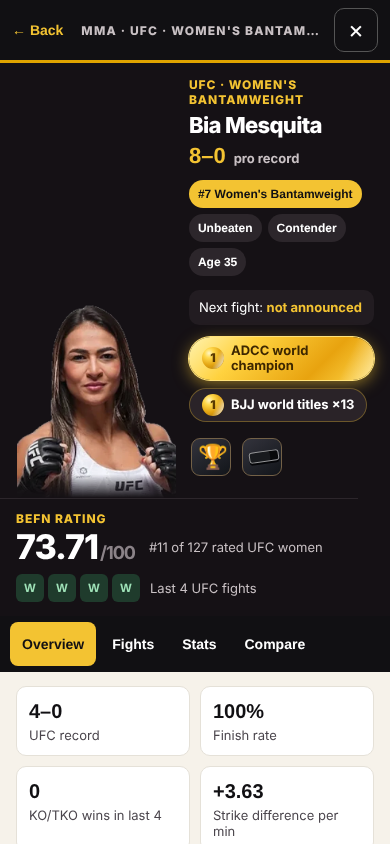 ← Back
MMA · UFC · WOMEN'S BANTAM...
×
UFC · WOMEN'S
BANTAMWEIGHT
Bia Mesquita
8–0 pro record
#7 Women's Bantamweight
Unbeaten
Contender
Age 35
Next fight: not announced
1 ADCC world
champion
1 BJJ world titles ×13
UFC
UFC
BEFN RATING
73.71/100
#11 of 127 rated UFC women
W W W W Last 4 UFC fights
Overview Fights Stats Compare
4–0
UFC record
100%
Finish rate
0
KO/TKO wins in last 4
+3.63
Strike difference per
min